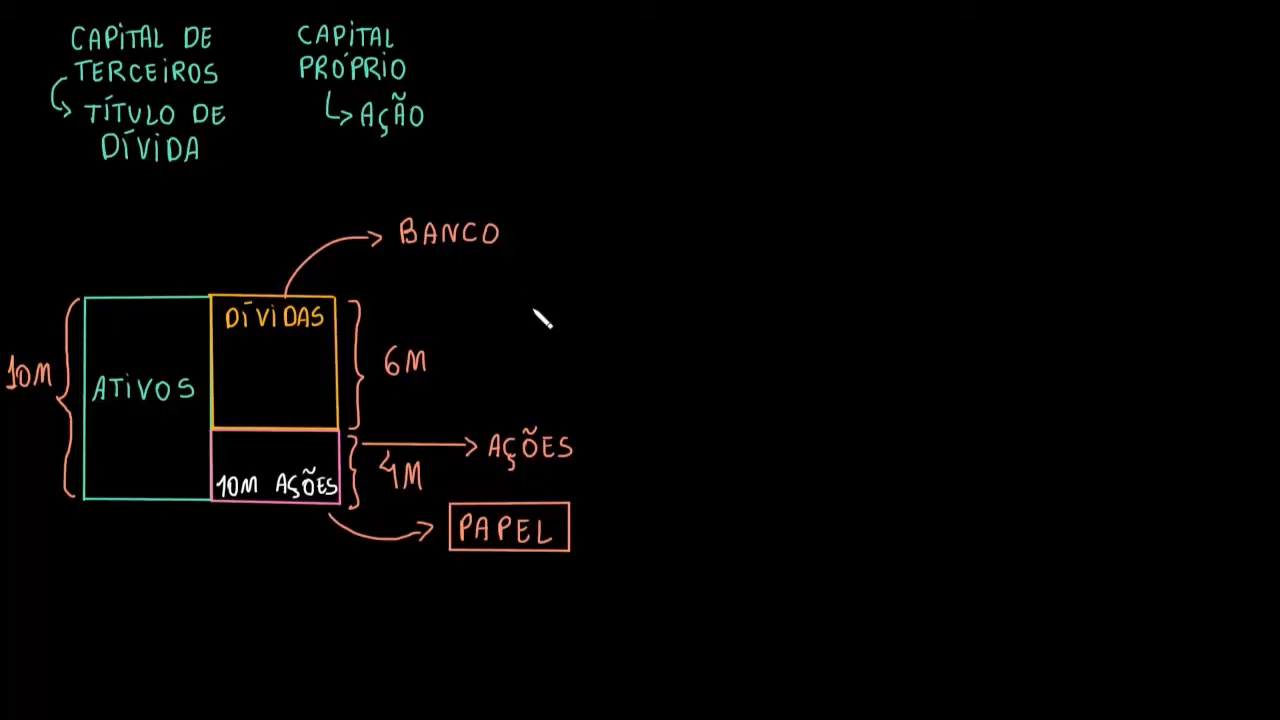 CAPITAL DE
TERCEIROS
TÍTULO DE
DÍVIDA
CAPITAL
PRÓPRIO
AÇÃO
BANCO
DÍVIDAS
6M
10M
ATIVOS
AÇÕES
4M
10M AÇÕES
PAPEL